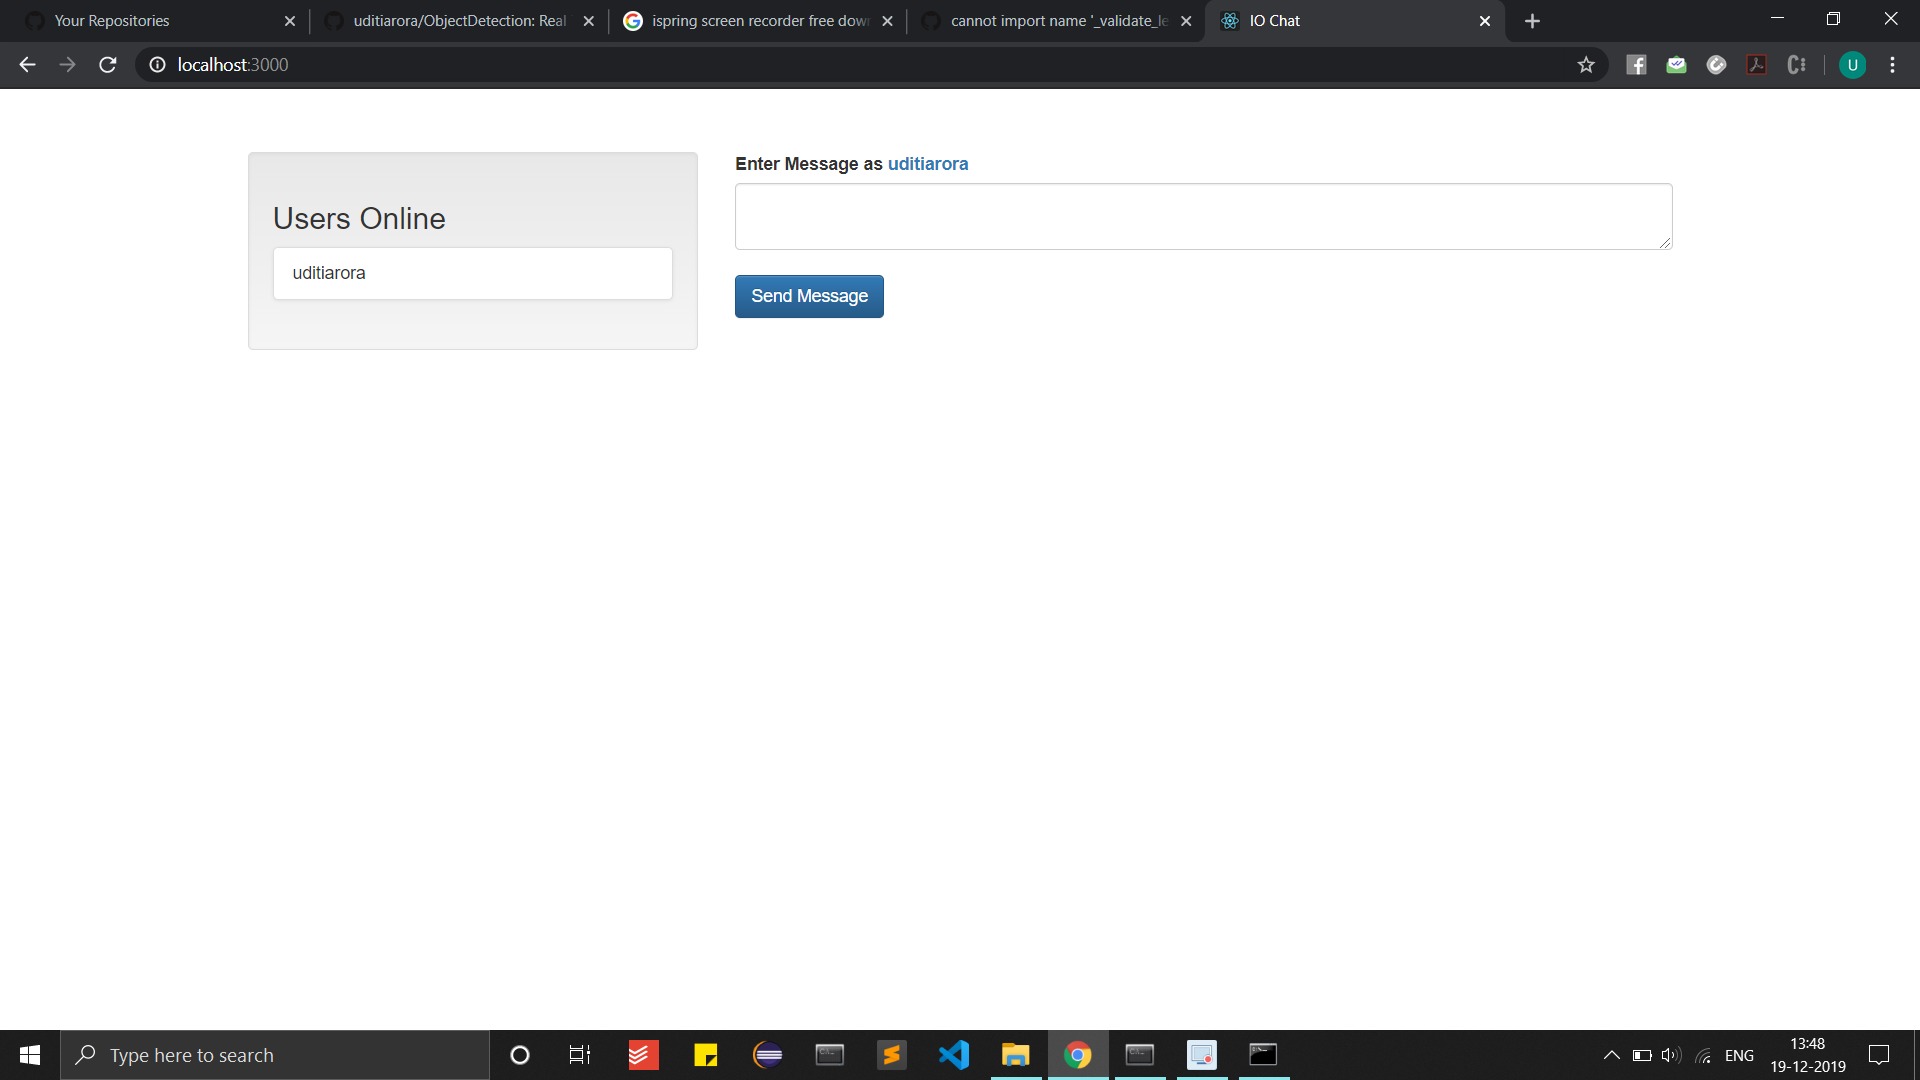 Your Repositories
uditiarora/ObjectDetection: Real
ispring screen recorder free dow
cannot import name '_validate_le
IO Chat
localhost:3000
U
Users Online
uditiarora
Enter Message as uditiarora
Send Message
Type here to search
ENG
13:48
19-12-2019